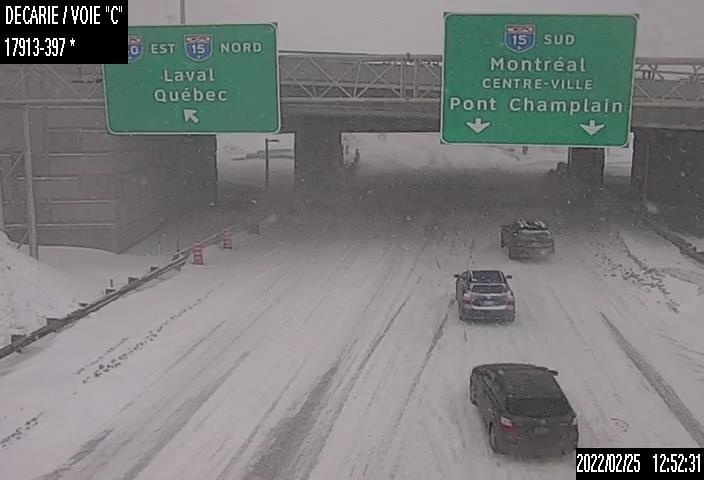 DECARIE / VOIE "C"
17913-397 *
0 EST 15 NORD
Laval
Québec
15 SUD
Montréal
CENTRE-VILLE
Pont Champlain
2022/02/25 12:52:31